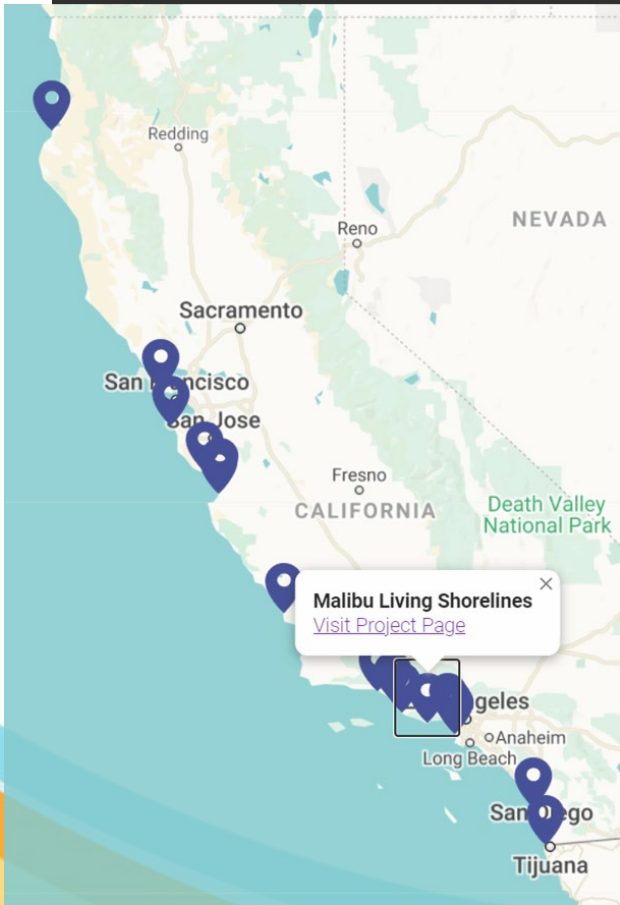 Redding
NEVADA
Reno
Sacramento
San Francisco
San Jose
Fresno
CALIFORNIA
Death Valley
National Park
Malibu Living Shorelines
Visit Project Page
geles
Anaheim
Long Beach
San Diego
Tijuana